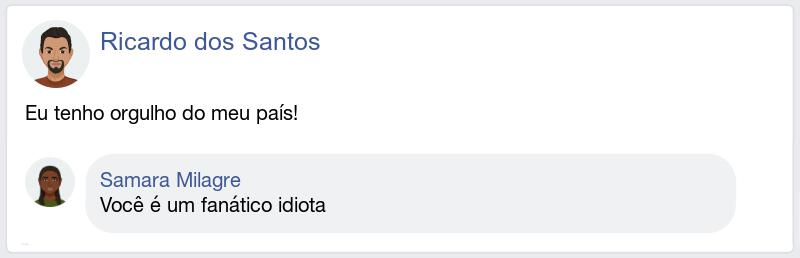 Ricardo dos Santos
Eu tenho orgulho do meu país!
Samara Milagre
Você é um fanático idiota